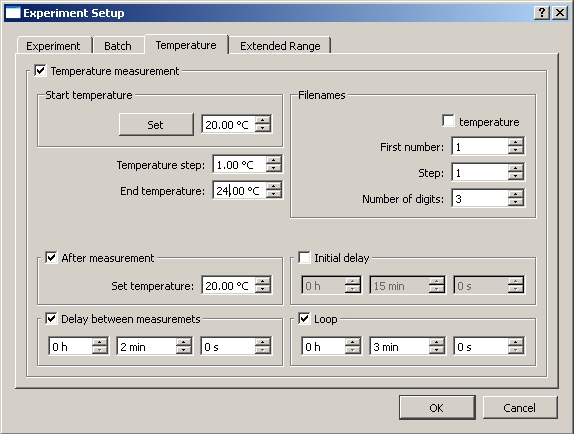 Experiment Setup
Experiment Batch Temperature Extended Range
Temperature measurement
Start temperature
Set 20.00 °C
Temperature step: 1.00 °C
End temperature: 24.00 °C
Filenames
temperature
First number: 1
Step: 1
Number of digits: 3
After measurement
Set temperature: 20.00 °C
Initial delay
0 h 15 min 0 s
Delay between measuremets
0 h 2 min 0 s
Loop
0 h 3 min 0 s
OK Cancel